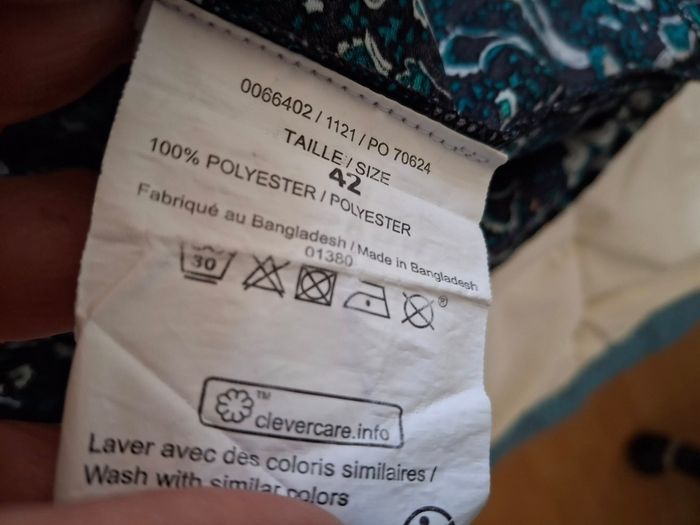 0066402 / 1121 / PO 70624
TAILLE / SIZE
42
100% POLYESTER / POLYESTER
Fabriqué au Bangladesh / Made in Bangladesh
01380
30
®
clevercare.info™
Laver avec des coloris similaires /
Wash with similar colors